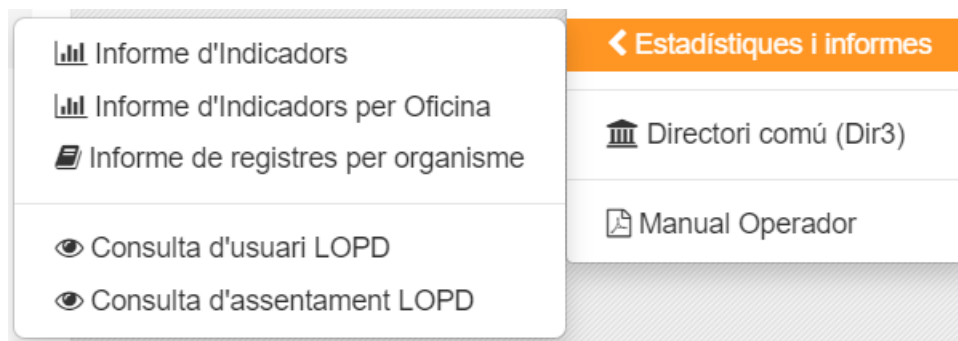 Informe d'Indicadors
Informe d'Indicadors per Oficina
Informe de registres per organisme
Consulta d'usuari LOPD
Consulta d'assentament LOPD
Estadístiques i informes
Directori comú (Dir3)
Manual Operador